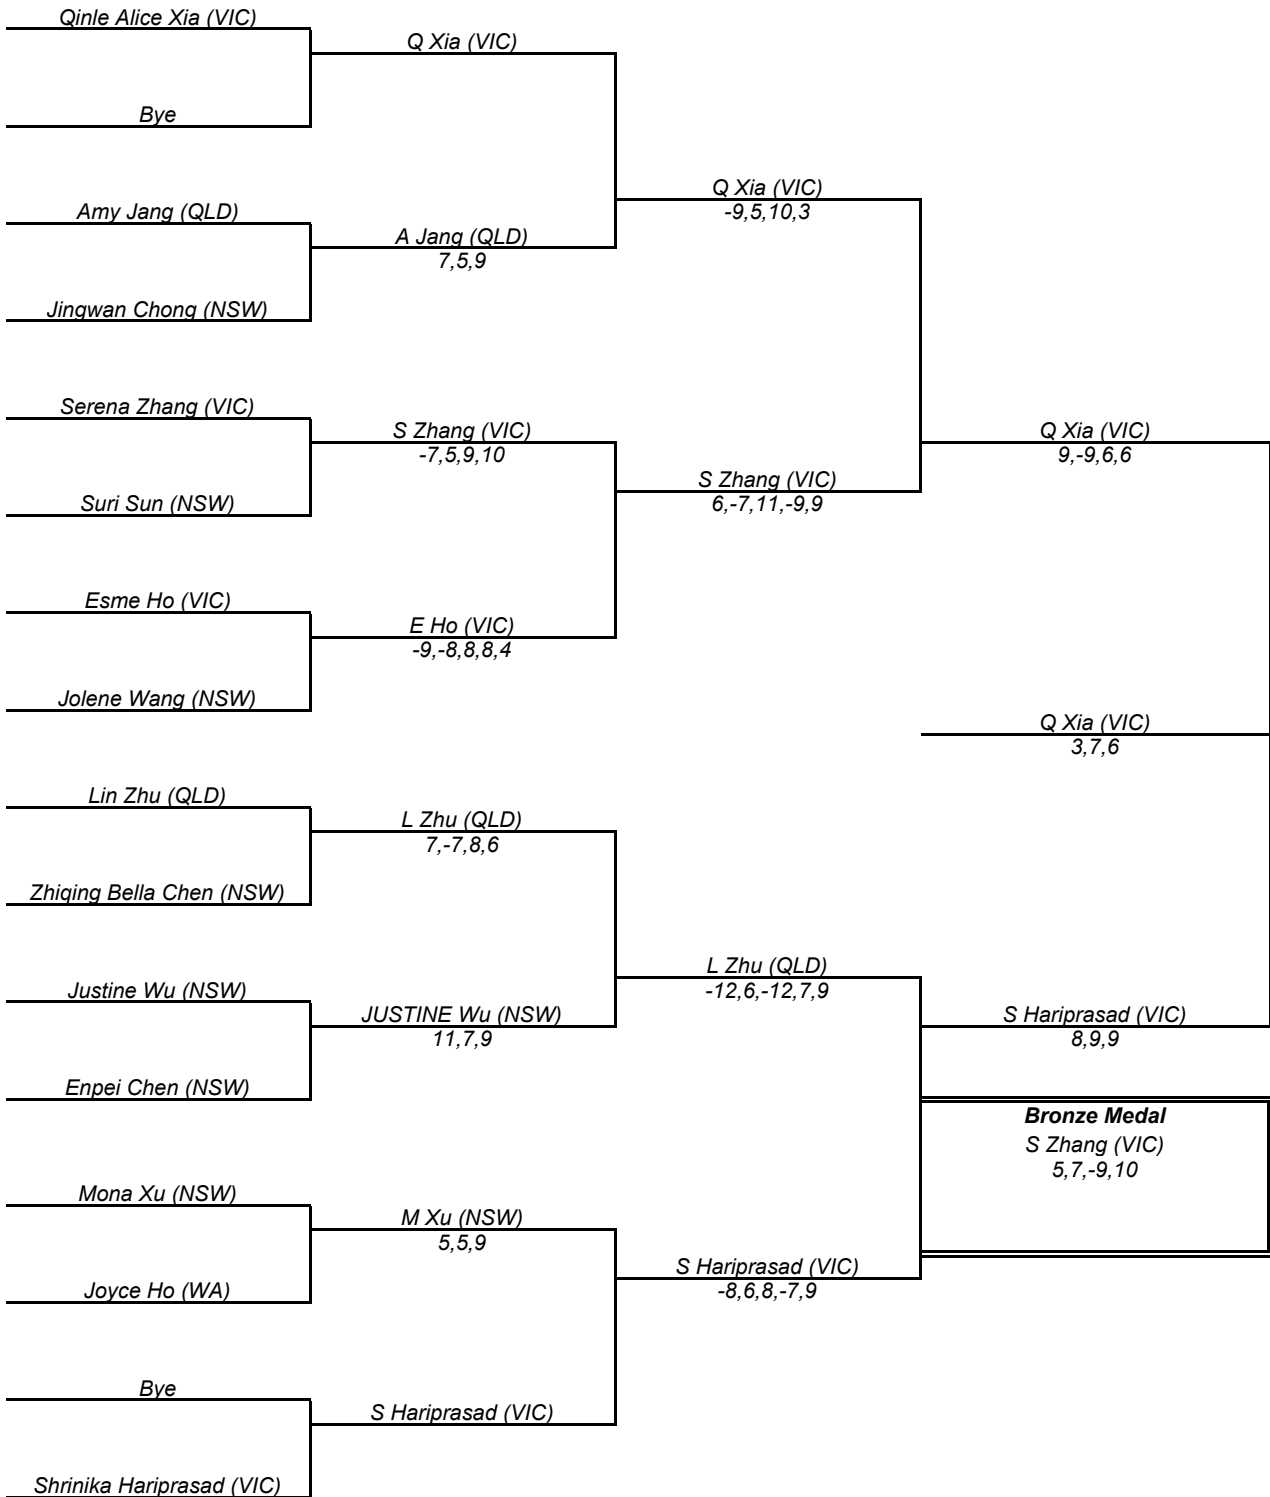 Qinle Alice Xia (VIC)
Q Xia (VIC)
Bye
Q Xia (VIC)
-9,5,10,3
Amy Jang (QLD)
A Jang (QLD)
7,5,9
Jingwan Chong (NSW)
Serena Zhang (VIC)
S Zhang (VIC)
-7,5,9,10
Q Xia (VIC)
9,-9,6,6
S Zhang (VIC)
6,-7,11,-9,9
Suri Sun (NSW)
Esme Ho (VIC)
E Ho (VIC)
-9,-8,8,8,4
Jolene Wang (NSW)
Q Xia (VIC)
3,7,6
Lin Zhu (QLD)
L Zhu (QLD)
7,-7,8,6
Zhiqing Bella Chen (NSW)
L Zhu (QLD)
-12,6,-12,7,9
Justine Wu (NSW)
JUSTINE Wu (NSW)
11,7,9
S Hariprasad (VIC)
8,9,9
Enpei Chen (NSW)
Bronze Medal
S Zhang (VIC)
5,7,-9,10
Mona Xu (NSW)
M Xu (NSW)
5,5,9
S Hariprasad (VIC)
-8,6,8,-7,9
Joyce Ho (WA)
Bye
S Hariprasad (VIC)
Shrinika Hariprasad (VIC)